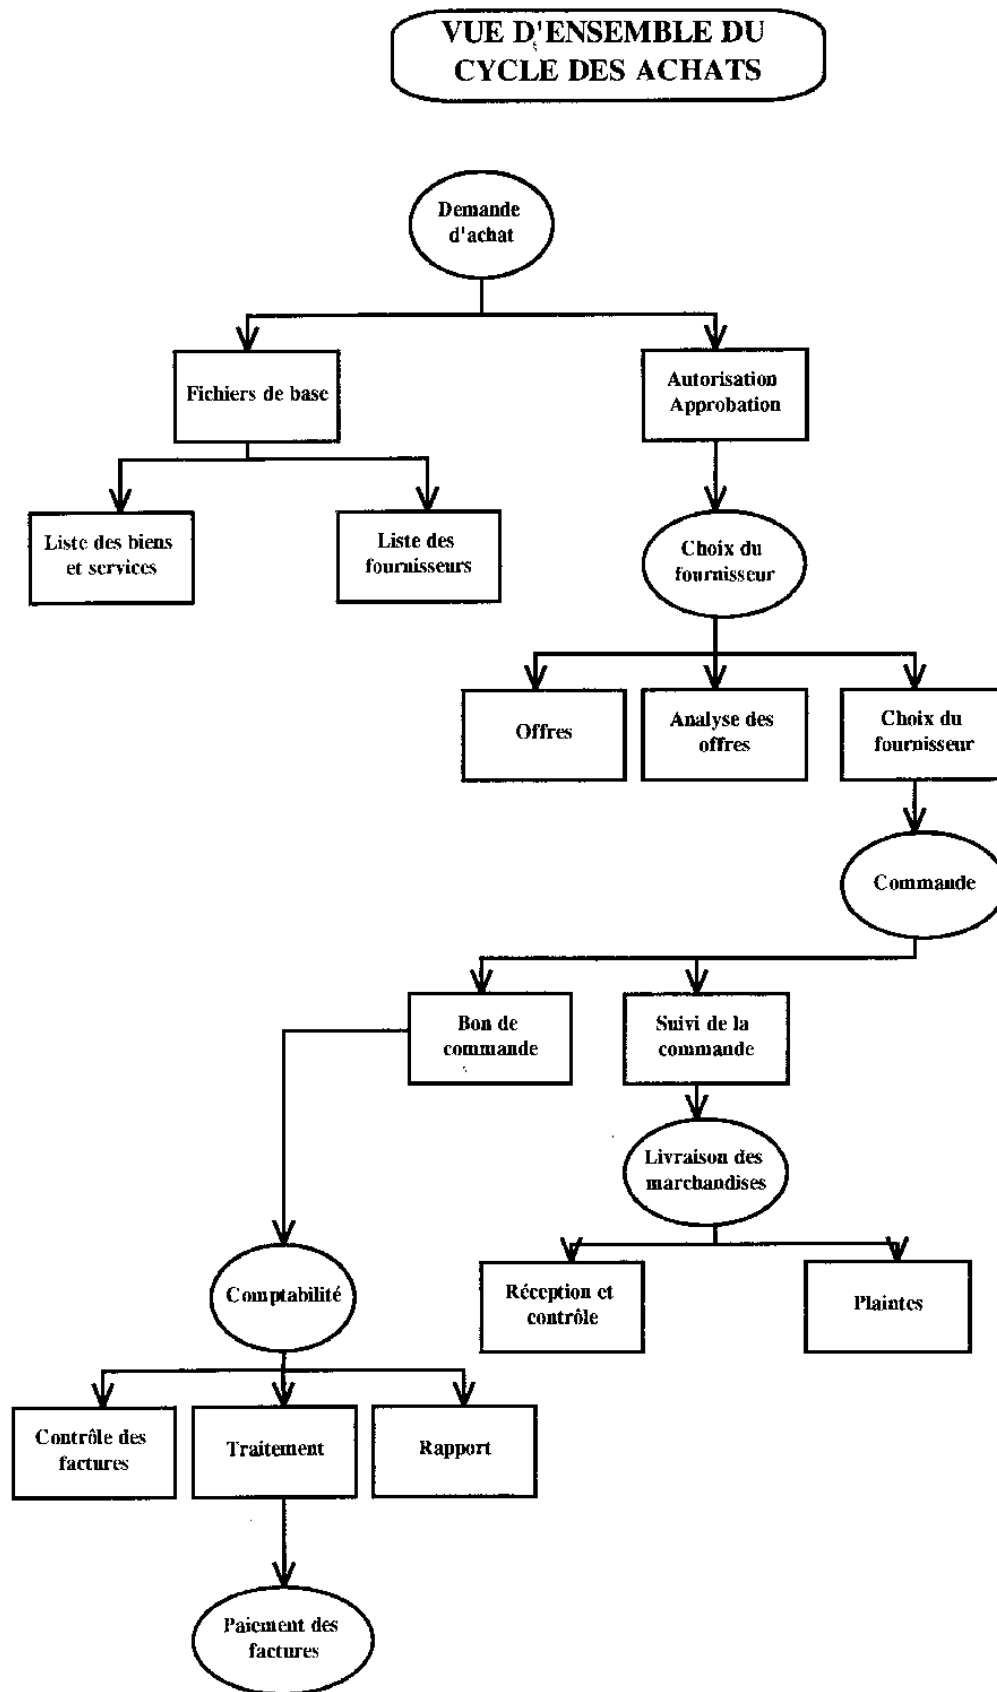 VUE D'ENSEMBLE DU
CYCLE DES ACHATS
Demande
d'achat
Fichiers de base
Autorisation
Approbation
Liste des biens
et services
Liste des
fournisseurs
Choix du
fournisseur
Offres
Analyse des
offres
Choix du
fournisseur
Commande
Bon de
commande
Suivi de la
commande
Livraison des
marchandises
Comptabilité
Réception et
contrôle
Plaintes
Contrôle des
factures
Traitement
Rapport
Paiement des
factures